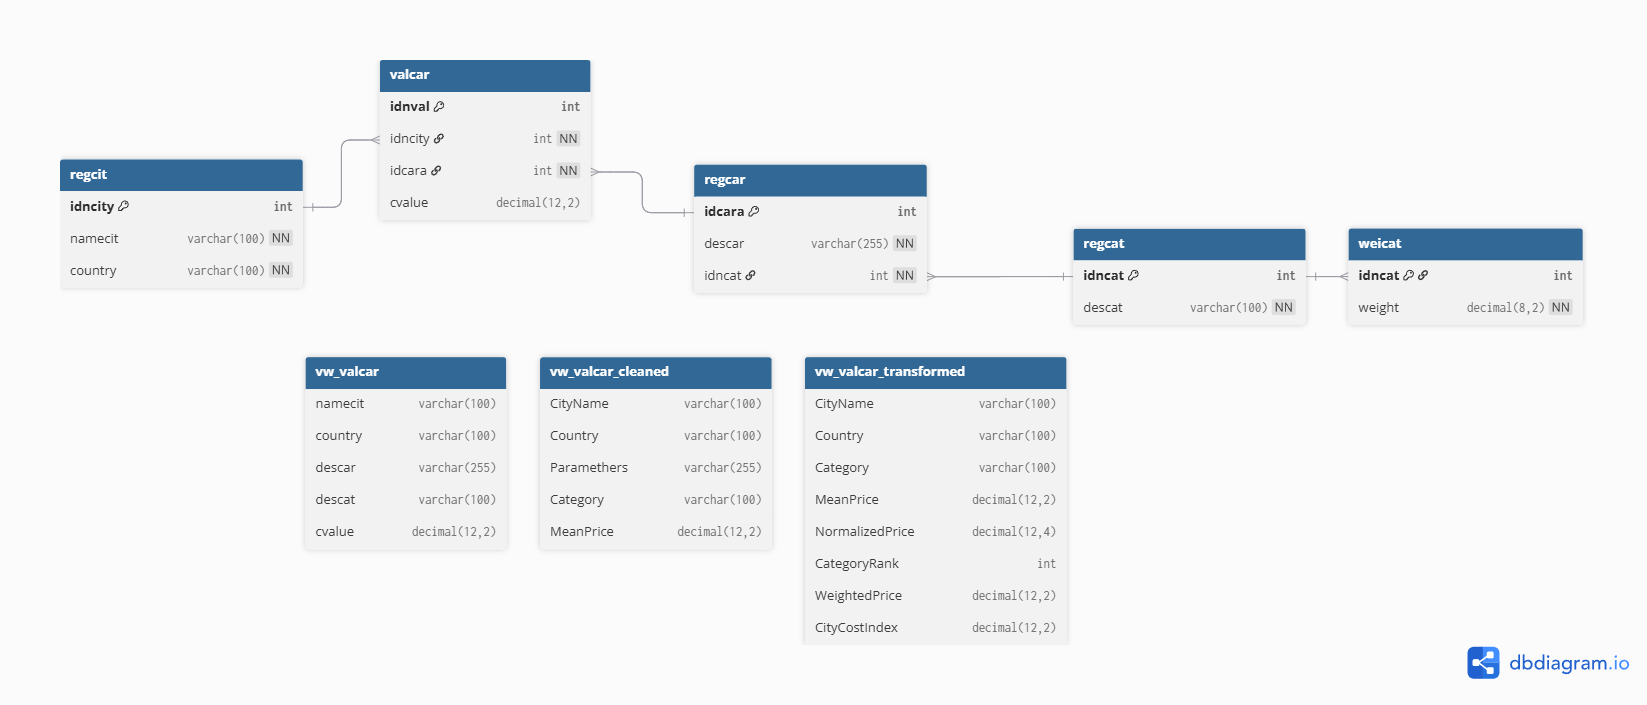 valcar
idnval int
idncity int NN
idcara int NN
cvalue decimal(12,2)
regcit
idncity int
namecit varchar(100) NN
country varchar(100) NN
regcar
idcara int
descar varchar(255) NN
idncat int NN
regcat
idncat int
descat varchar(100) NN
weicat
idncat int
weight decimal(8,2) NN
vw_valcar
namecit varchar(100)
country varchar(100)
descar varchar(255)
descat varchar(100)
cvalue decimal(12,2)
vw_valcar_cleaned
CityName varchar(100)
Country varchar(100)
Paramethers varchar(255)
Category varchar(100)
MeanPrice decimal(12,2)
vw_valcar_transformed
CityName varchar(100)
Country varchar(100)
Category varchar(100)
MeanPrice decimal(12,2)
NormalizedPrice decimal(12,4)
CategoryRank int
WeightedPrice decimal(12,2)
CityCostIndex decimal(12,2)
dbdiagram.io